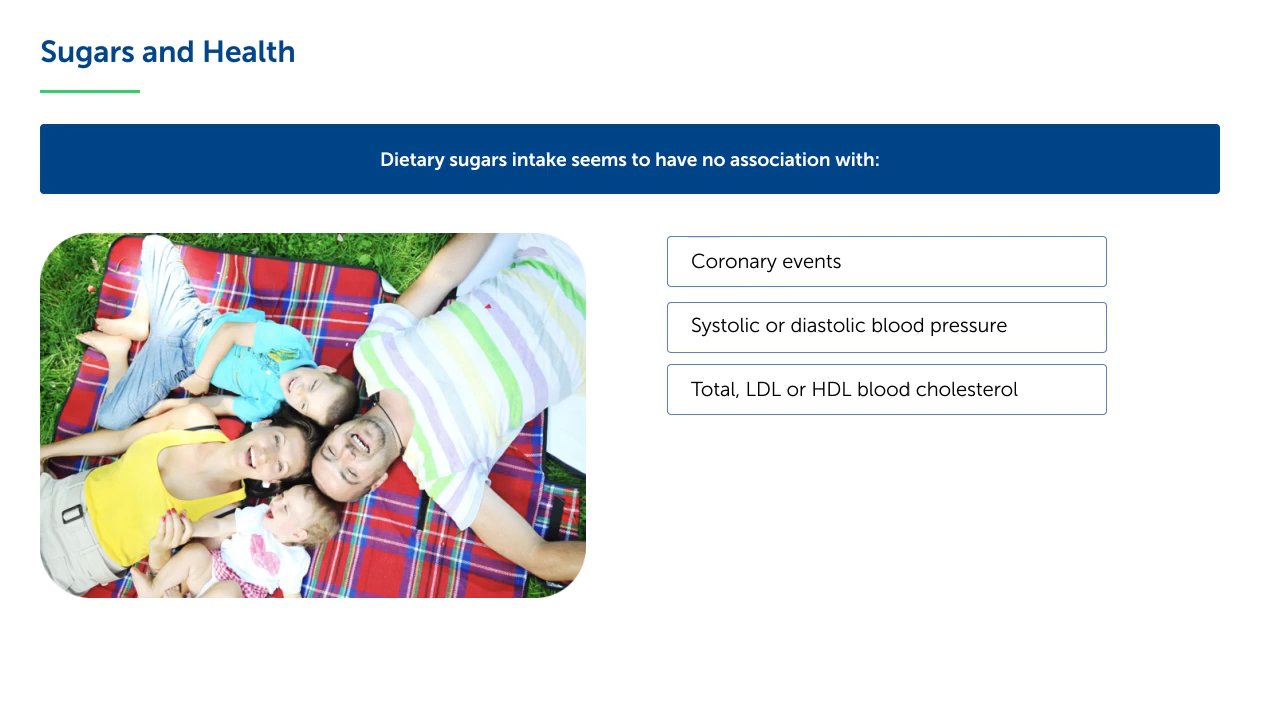 Sugars and Health
Dietary sugars intake seems to have no association with:
Coronary events
Systolic or diastolic blood pressure
Total, LDL or HDL blood cholesterol